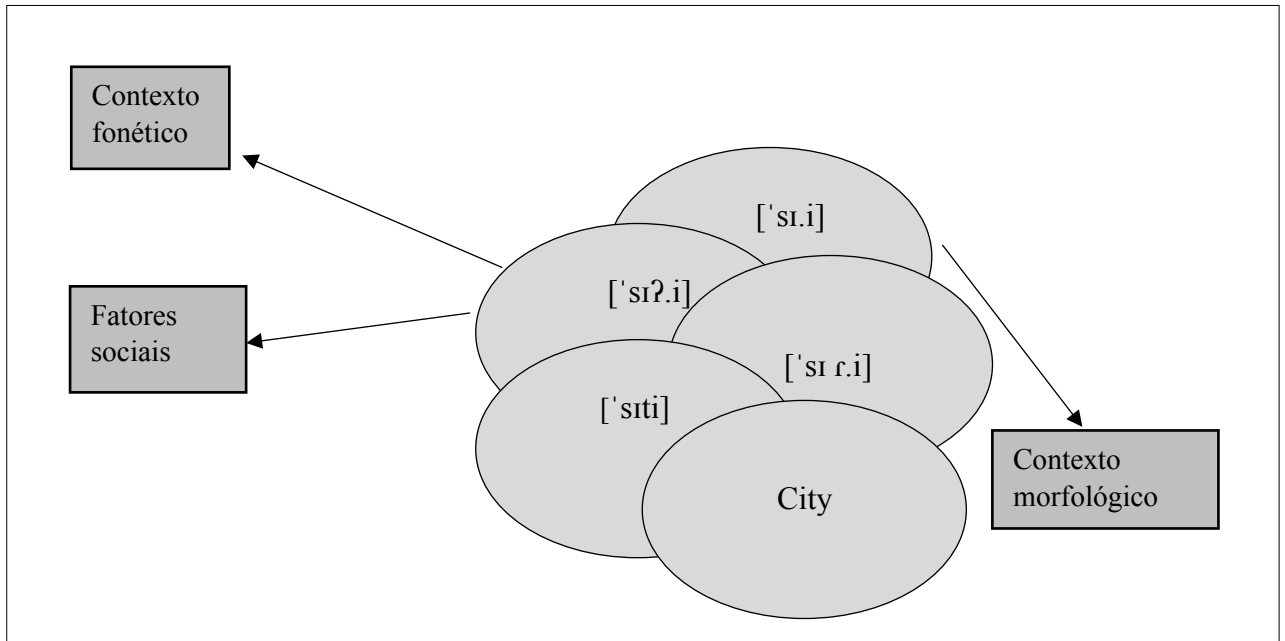 Contexto
fonético
[ˈsɪ.i]
[ˈsɪʔ.i]
Fatores
sociais
[ˈsɪ ɾ.i]
[ˈsɪti]
Contexto
morfológico
City